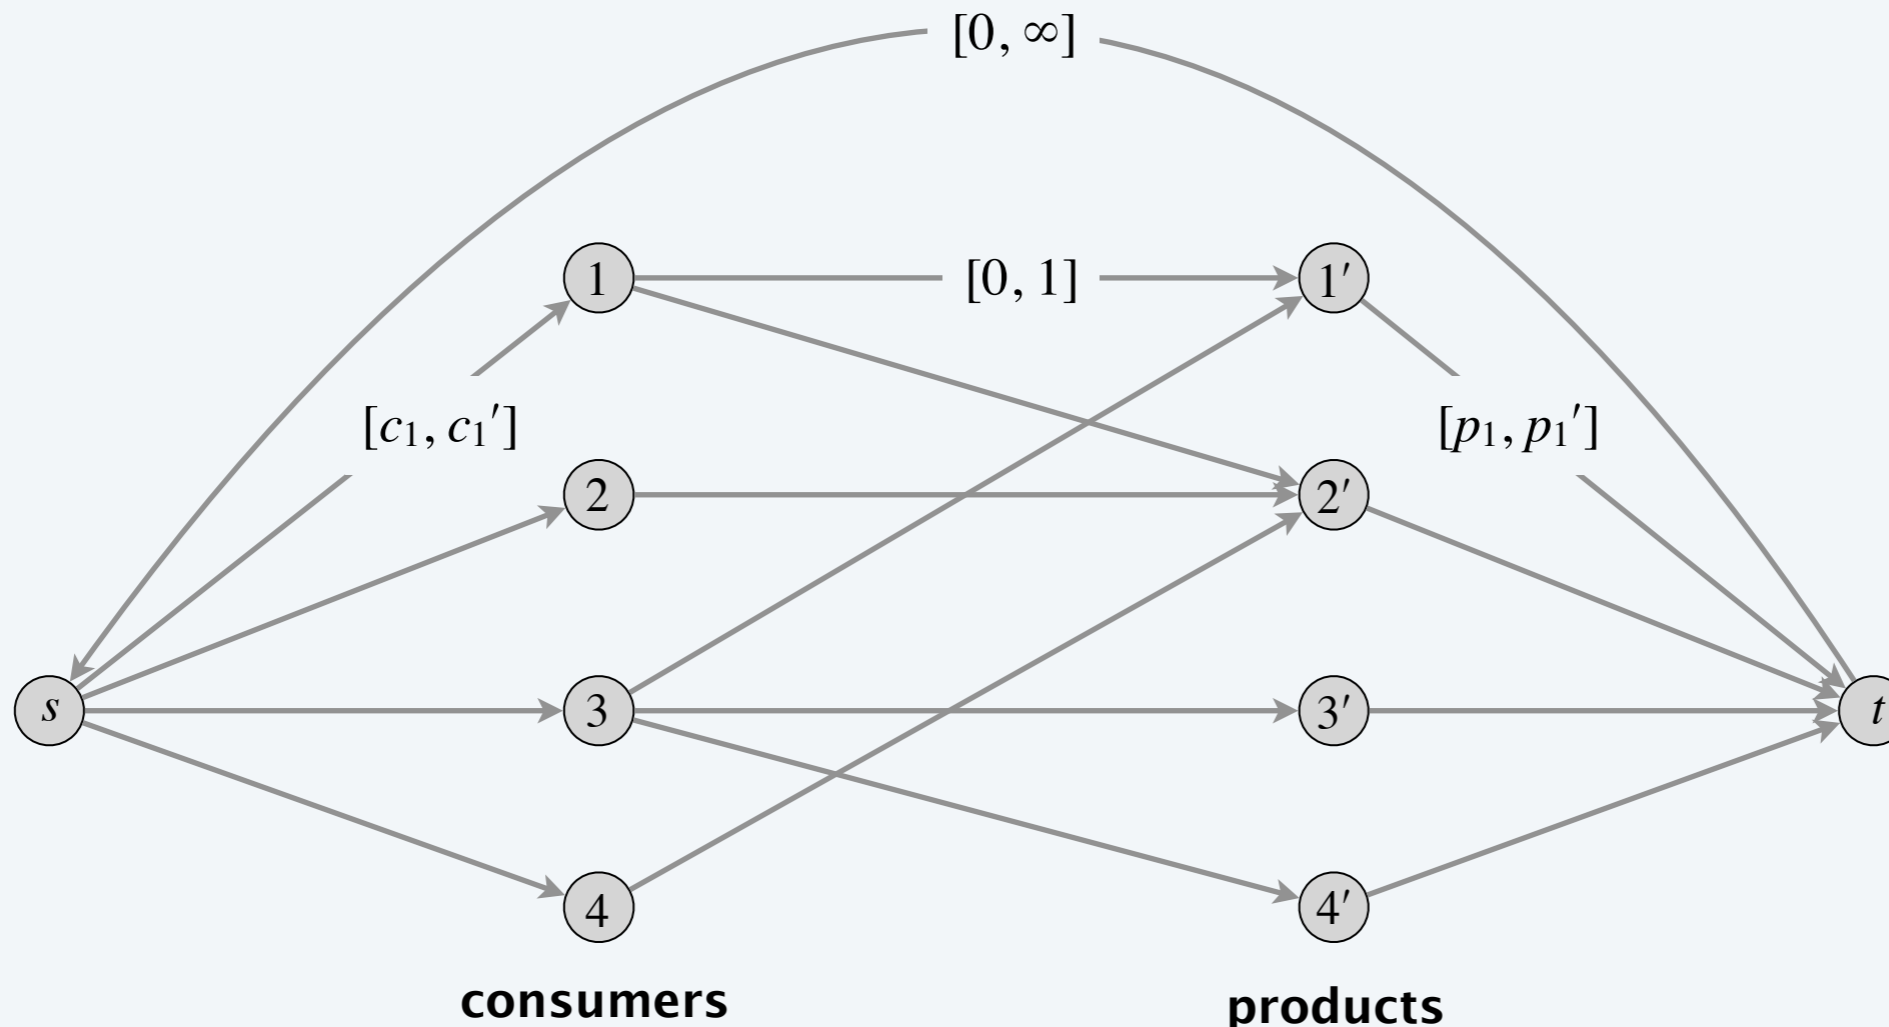 [0, ∞]
1 [0, 1] 1′
[c₁, c₁′] [p₁, p₁′]
2 2′
s 3 3′ t
4 4′
consumers products